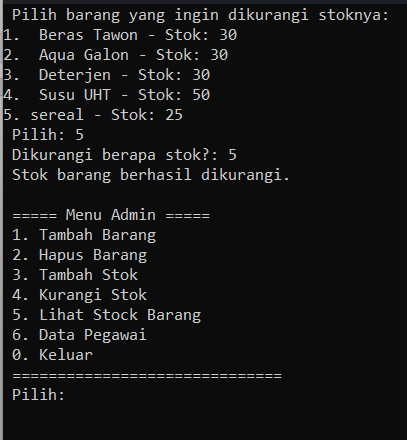 Pilih barang yang ingin dikurangi stoknya:
1.  Beras Tawon - Stok: 30
2.  Aqua Galon - Stok: 30
3.  Deterjen - Stok: 30
4.  Susu UHT - Stok: 50
5. sereal - Stok: 25
Pilih: 5
Dikurangi berapa stok?: 5
Stok barang berhasil dikurangi.

===== Menu Admin =====
1. Tambah Barang
2. Hapus Barang
3. Tambah Stok
4. Kurangi Stok
5. Lihat Stock Barang
6. Data Pegawai
0. Keluar
==============================
Pilih: